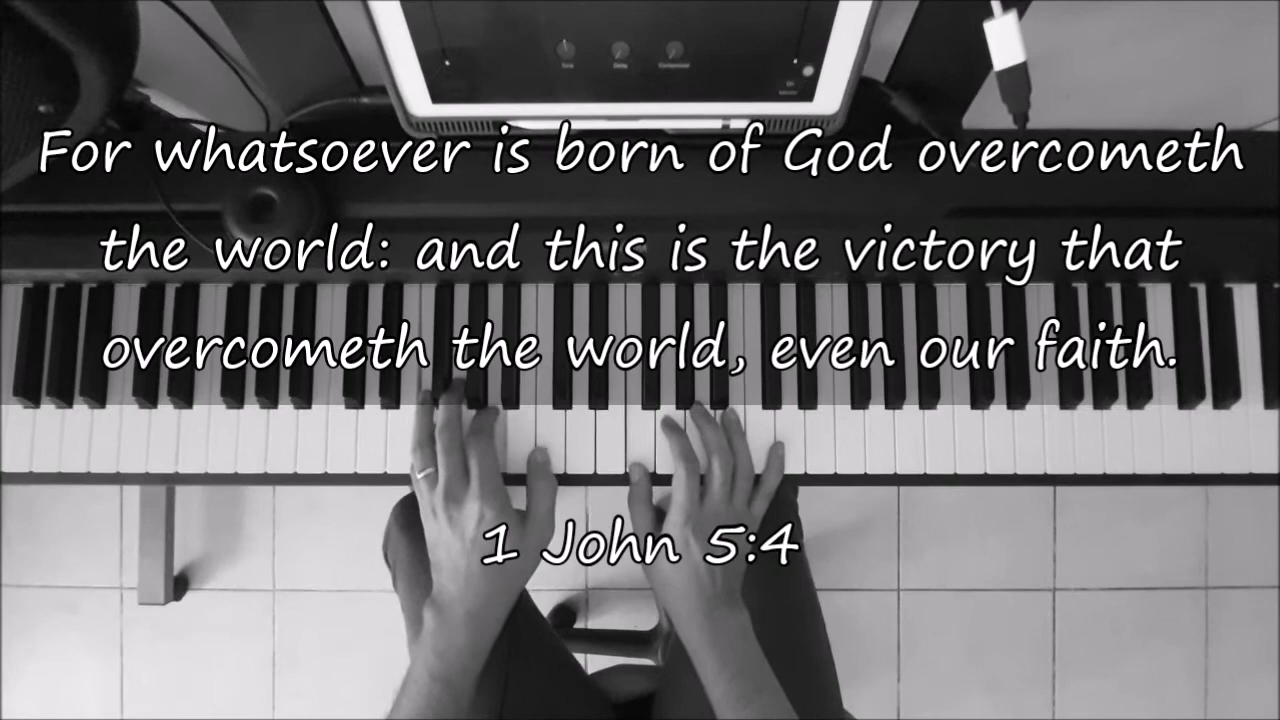 For whatsoever is born of God overcometh
the world: and this is the victory that
overcometh the world, even our faith.
1 John 5:4